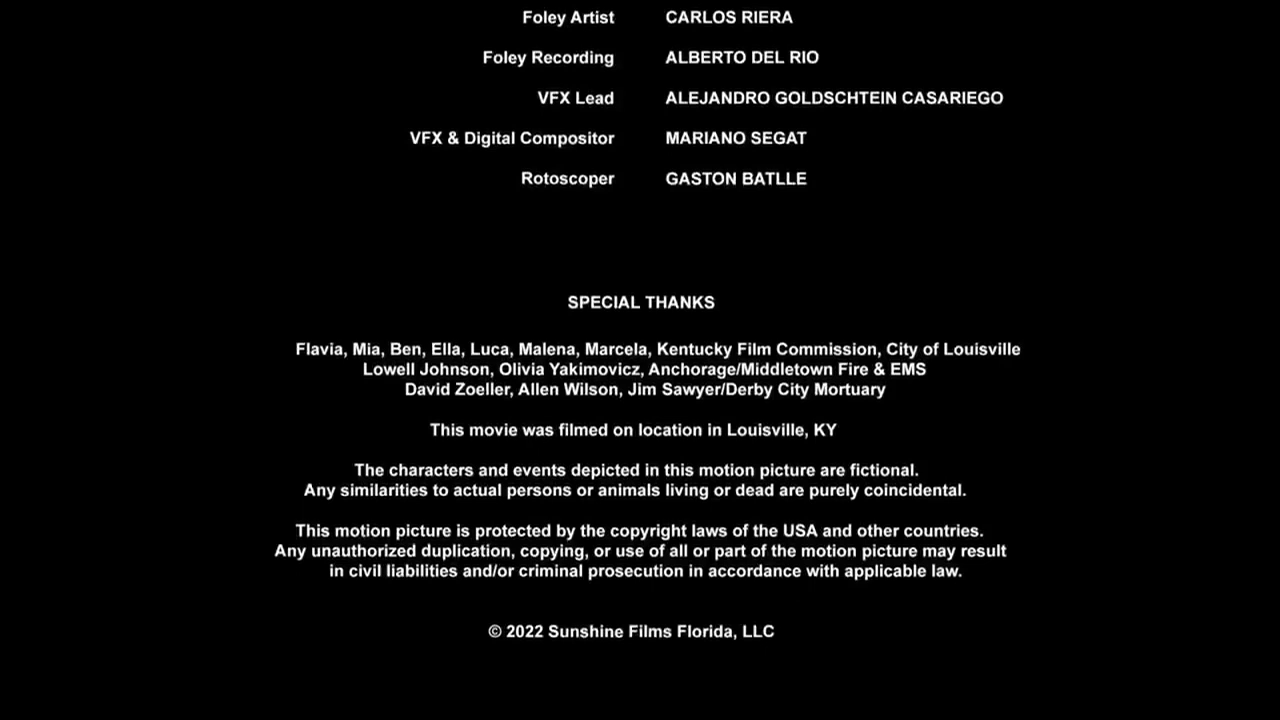 Foley Artist CARLOS RIERA
Foley Recording ALBERTO DEL RIO
VFX Lead ALEJANDRO GOLDSCHTEIN CASARIEGO
VFX & Digital Compositor MARIANO SEGAT
Rotoscoper GASTON BATLLE
SPECIAL THANKS
Flavia, Mia, Ben, Ella, Luca, Malena, Marcela, Kentucky Film Commission, City of Louisville
Lowell Johnson, Olivia Yakimovicz, Anchorage/Middletown Fire & EMS
David Zoeller, Allen Wilson, Jim Sawyer/Derby City Mortuary
This movie was filmed on location in Louisville, KY
The characters and events depicted in this motion picture are fictional.
Any similarities to actual persons or animals living or dead are purely coincidental.
This motion picture is protected by the copyright laws of the USA and other countries.
Any unauthorized duplication, copying, or use of all or part of the motion picture may result
in civil liabilities and/or criminal prosecution in accordance with applicable law.
© 2022 Sunshine Films Florida, LLC